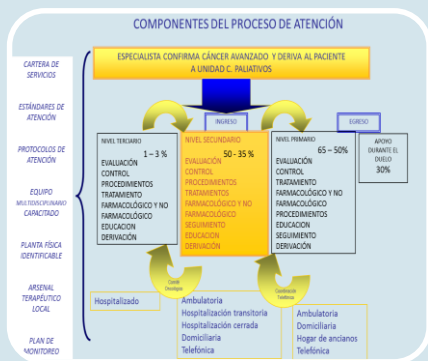 COMPONENTES DEL PROCESO DE ATENCIÓN
CARTERA DE
SERVICIOS
ESTÁNDARES DE
ATENCIÓN
PROTOCOLOS DE
ATENCIÓN
EQUIPO
MULTIDISCIPLINARIO
CAPACITADO
PLANTA FÍSICA
IDENTIFICABLE
ARSENAL
TERAPÉUTICO
LOCAL
PLAN DE
MONITOREO
ESPECIALISTA CONFIRMA CÁNCER AVANZADO Y DERIVA AL PACIENTE
A UNIDAD C. PALIATIVOS
INGRESO
EGRESO
NIVEL TERCIARIO
1 – 3 %
EVALUACIÓN
CONTROL
PROCEDIMIENTOS
TRATAMIENTO
FARMACOLÓGICO Y NO
FARMACOLÓGICO
EDUCACION
DERIVACIÓN
NIVEL SECUNDARIO
50 - 35 %
EVALUACIÓN
CONTROL
PROCEDIMIENTOS
TRATAMIENTOS
FARMACOLÓGICO Y NO
FARMACOLÓGICO
SEGUIMIENTO
EDUCACION
DERIVACIÓN
NIVEL PRIMARIO
65 – 50%
EVALUACIÓN
CONTROL
TRATAMIENTO
FARMACOLÓGICO Y NO
FARMACOLÓGICO
PROCEDIMIENTOS
EDUCACION
SEGUIMIENTO
DERIVACIÓN
APOYO
DURANTE EL
DUELO
30%
Comité
Oncológico
Coordinación
Telefónica
Hospitalizado
Ambulatoria
Hospitalización transitoria
Hospitalización cerrada
Domiciliaria
Telefónica
Ambulatoria
Domiciliaria
Hogar de ancianos
Telefónica